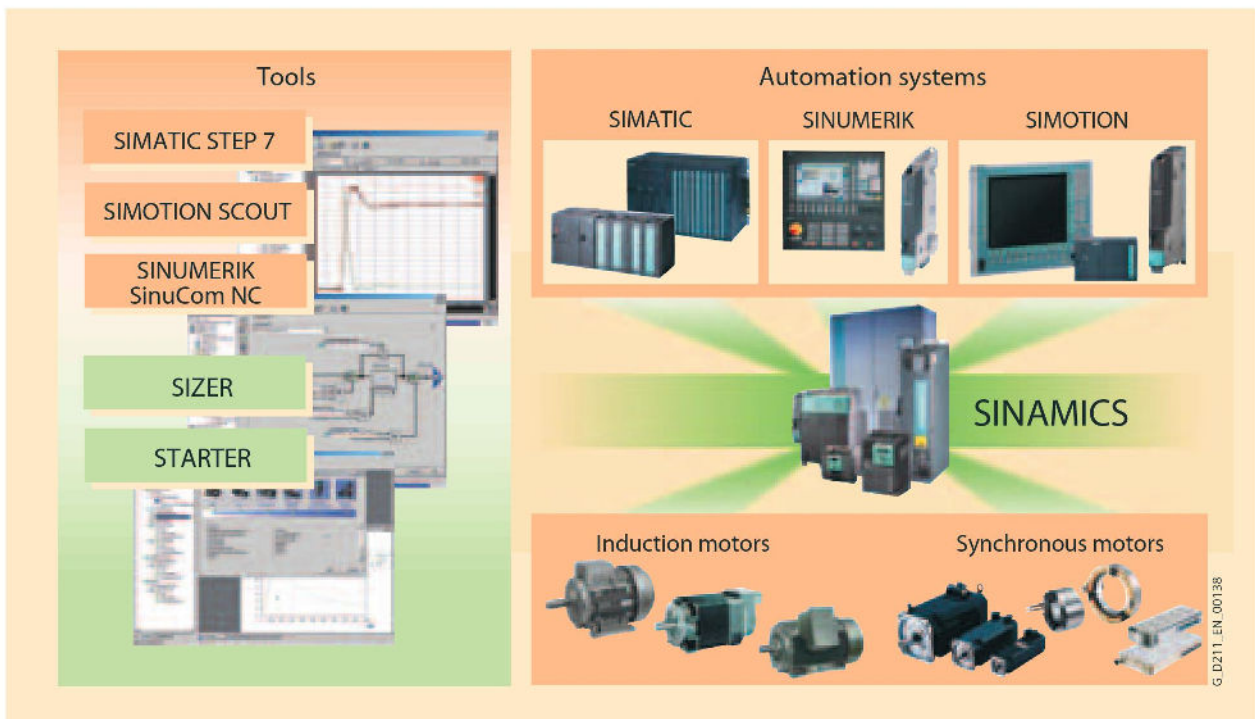 Tools
SIMATIC STEP 7
SIMOTION SCOUT
SINUMERIK
SinuCom NC
SIZER
STARTER
Automation systems
SIMATIC
SINUMERIK
SIMOTION
SINAMICS
Induction motors
Synchronous motors
G_D211_EN_00138